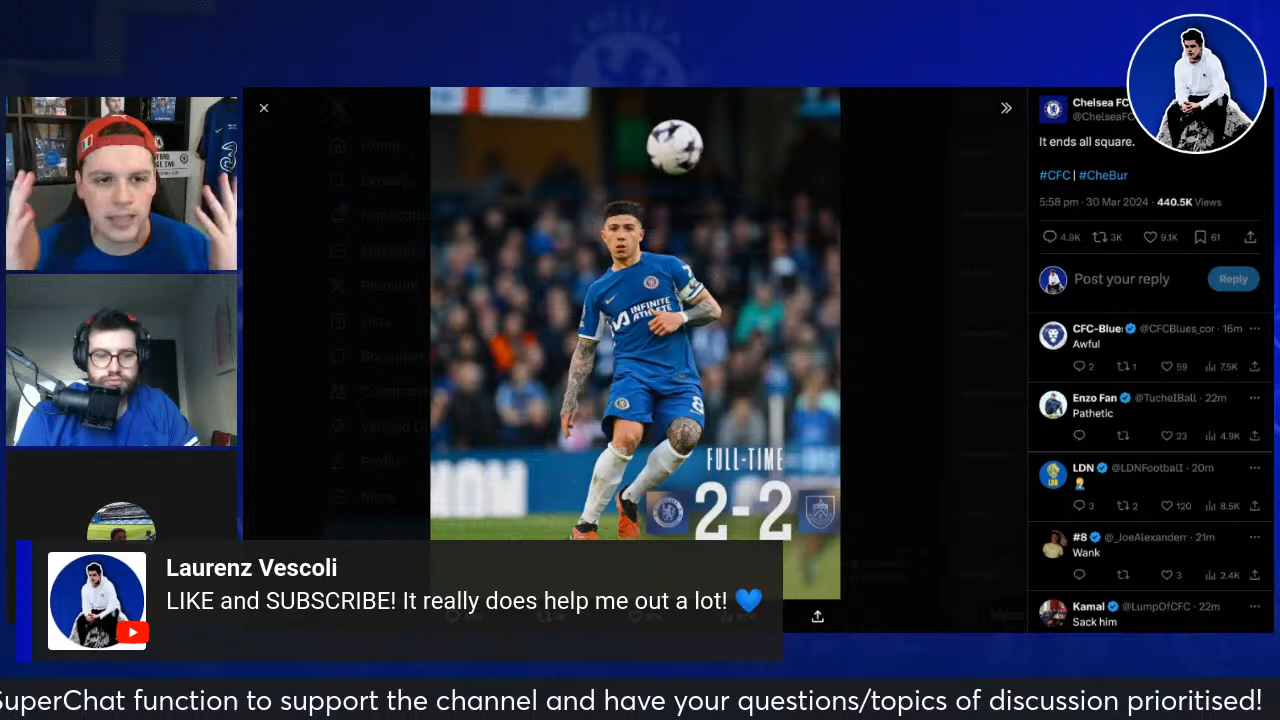 INFINITE
ATHLETE
8
FULL-TIME
2-2
Chelsea FC
@ChelseaFC
It ends all square.
#CFC | #CheBur
5:58 pm · 30 Mar 2024 · 440.5K Views
4.9K 3K 9.1K 61
Post your reply
Reply
CFC-Blues @CFCBlues_cor · 16m
Awful
2 1 59 7.5K
Enzo Fan @TuchelBall · 22m
Pathetic
23 4.9K
LDN @LDNFootball · 20m
3 2 120 8.5K
#8 @_JoeAlexanderr · 21m
Wank
3 2.4K
Kamal @LumpOfCFC · 22m
Sack him
Laurenz Vescoli
LIKE and SUBSCRIBE! It really does help me out a lot! 💙
SuperChat function to support the channel and have your questions/topics of discussion prioritised!